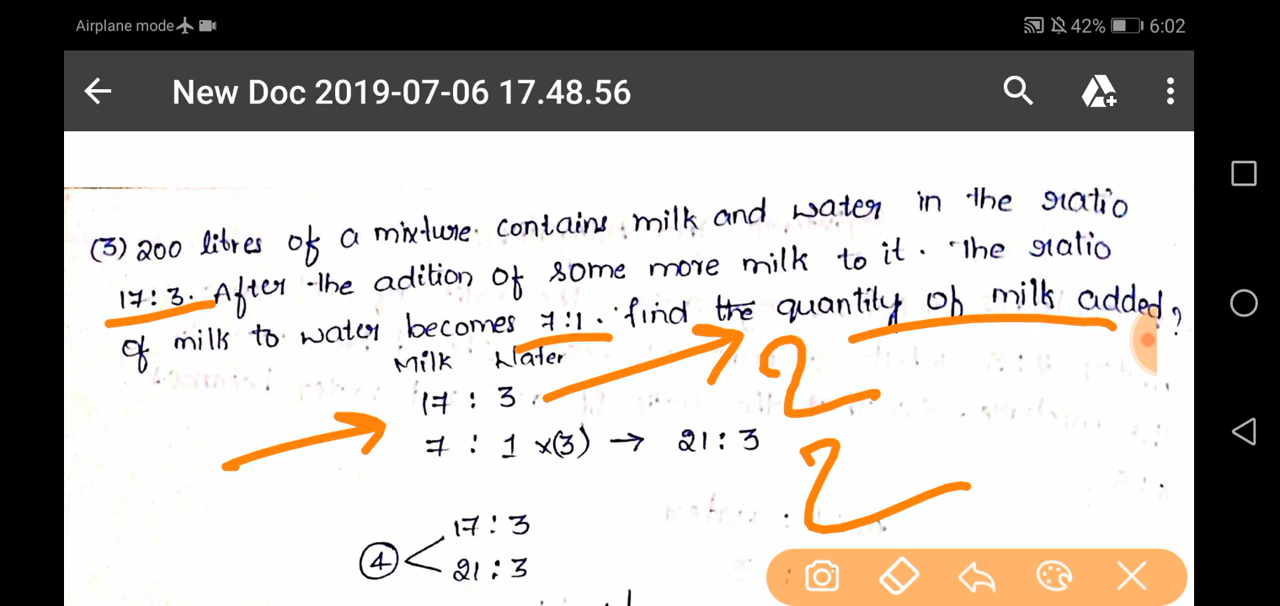 Airplane mode 42% 6:02
New Doc 2019-07-06 17.48.56
(3) 200 litres of a mixture contains milk and water in the ratio
17:3. After the adition of some more milk to it. The ratio
of milk to water becomes 7:1. find the quantity of milk added?
Milk Water
17 : 3
7 : 1 ×(3) → 21 : 3
17 : 3
④ <
21 : 3